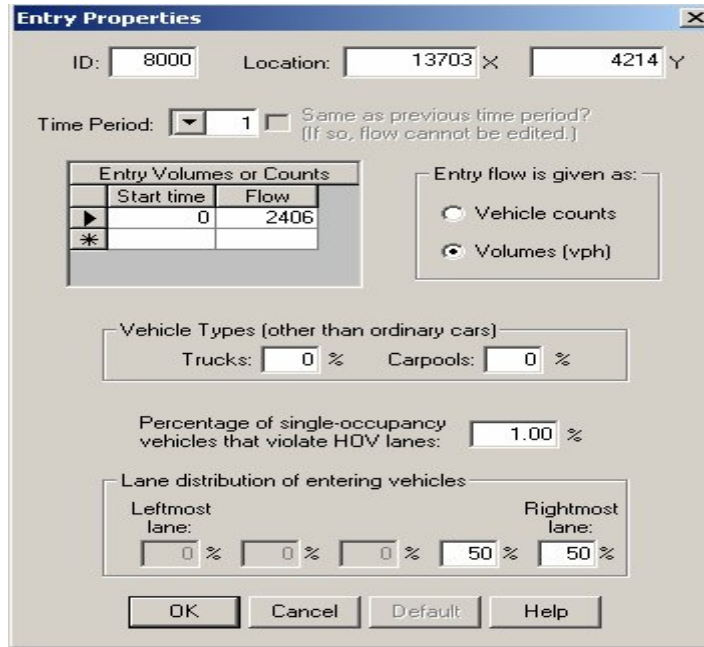 Entry Properties
ID: 8000 Location: 13703 X 4214 Y
Time Period: 1 Same as previous time period?
(If so, flow cannot be edited.)
Entry Volumes or Counts
Start time Flow
0 2406
Entry flow is given as:
Vehicle counts
Volumes (vph)
Vehicle Types (other than ordinary cars)
Trucks: 0 % Carpools: 0 %
Percentage of single-occupancy
vehicles that violate HOV lanes: 1.00 %
Lane distribution of entering vehicles
Leftmost
lane:
Rightmost
lane:
0 % 0 % 0 % 50 % 50 %
OK Cancel Default Help